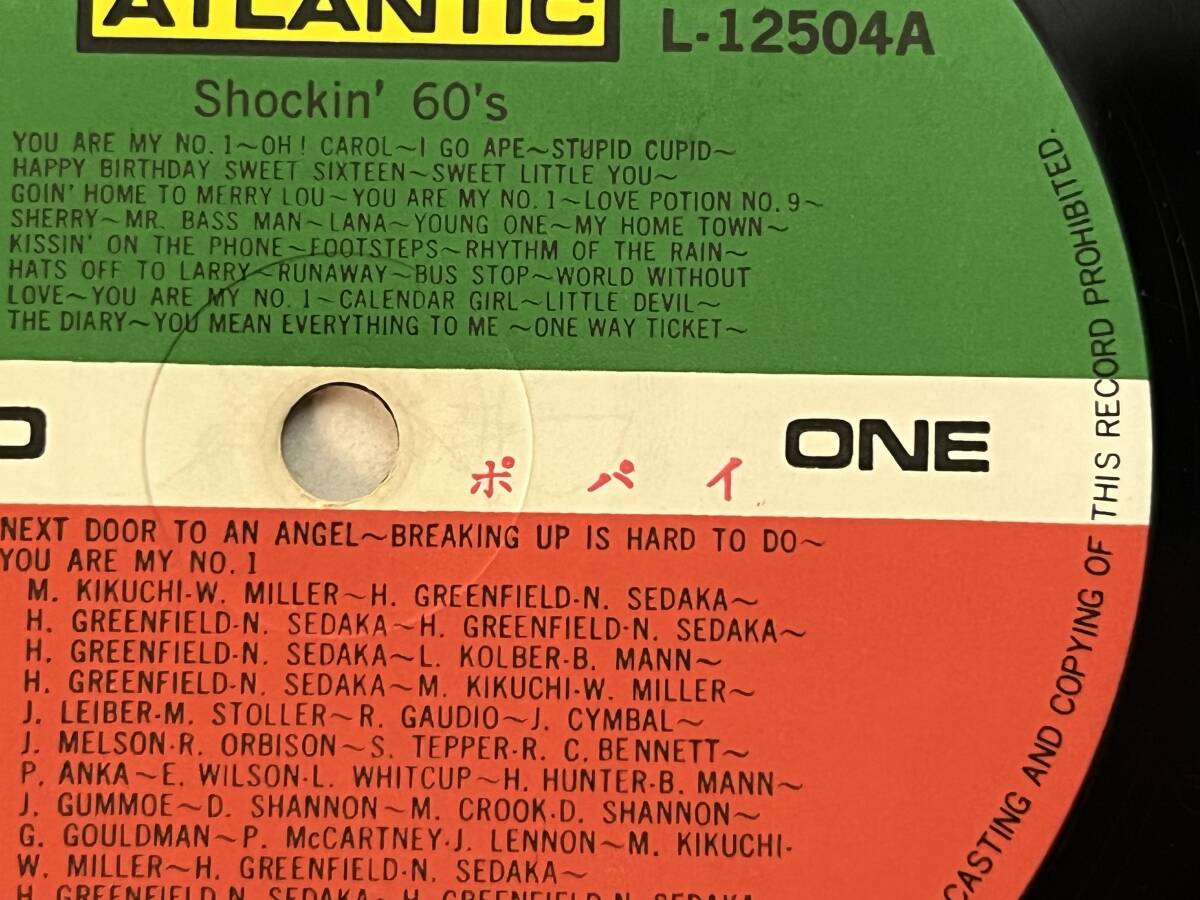 ATLANTIC
L-12504A
Shockin' 60's
YOU ARE MY NO. 1～OH! CAROL～I GO APE～STUPID CUPID～
HAPPY BIRTHDAY SWEET SIXTEEN～SWEET LITTLE YOU～
GOIN' HOME TO MERRY LOU～YOU ARE MY NO. 1～LOVE POTION NO. 9～
SHERRY～MR. BASS MAN～LANA～YOUNG ONE～MY HOME TOWN～
KISSIN' ON THE PHONE～FOOTSTEPS～RHYTHM OF THE RAIN～
HATS OFF TO LARRY～RUNAWAY～BUS STOP～WORLD WITHOUT
LOVE～YOU ARE MY NO. 1～CALENDAR GIRL～LITTLE DEVIL～
THE DIARY～YOU MEAN EVERYTHING TO ME～ONE WAY TICKET～
ポパイ
ONE
NEXT DOOR TO AN ANGEL～BREAKING UP IS HARD TO DO～
YOU ARE MY NO. 1
M. KIKUCHI-W. MILLER～H. GREENFIELD-N. SEDAKA～
H. GREENFIELD-N. SEDAKA～H. GREENFIELD-N. SEDAKA～
H. GREENFIELD-N. SEDAKA～L. KOLBER-B. MANN～
H. GREENFIELD-N. SEDAKA～M. KIKUCHI-W. MILLER～
J. LEIBER-M. STOLLER～R. GAUDIO～J. CYMBAL～
J. MELSON-R. ORBISON～S. TEPPER-R. C. BENNETT～
P. ANKA～E. WILSON-L. WHITCUP～H. HUNTER-B. MANN～
J. GUMMOE～D. SHANNON～M. CROOK-D. SHANNON～
G. GOULDMAN～P. McCARTNEY-J. LENNON～M. KIKUCHI-
W. MILLER～H. GREENFIELD-N. SEDAKA～
H. GREENFIELD-N. SEDAKA～H. GREENFIELD-N. SEDAKA
CASTING AND COPYING OF THIS RECORD PROHIBITED.